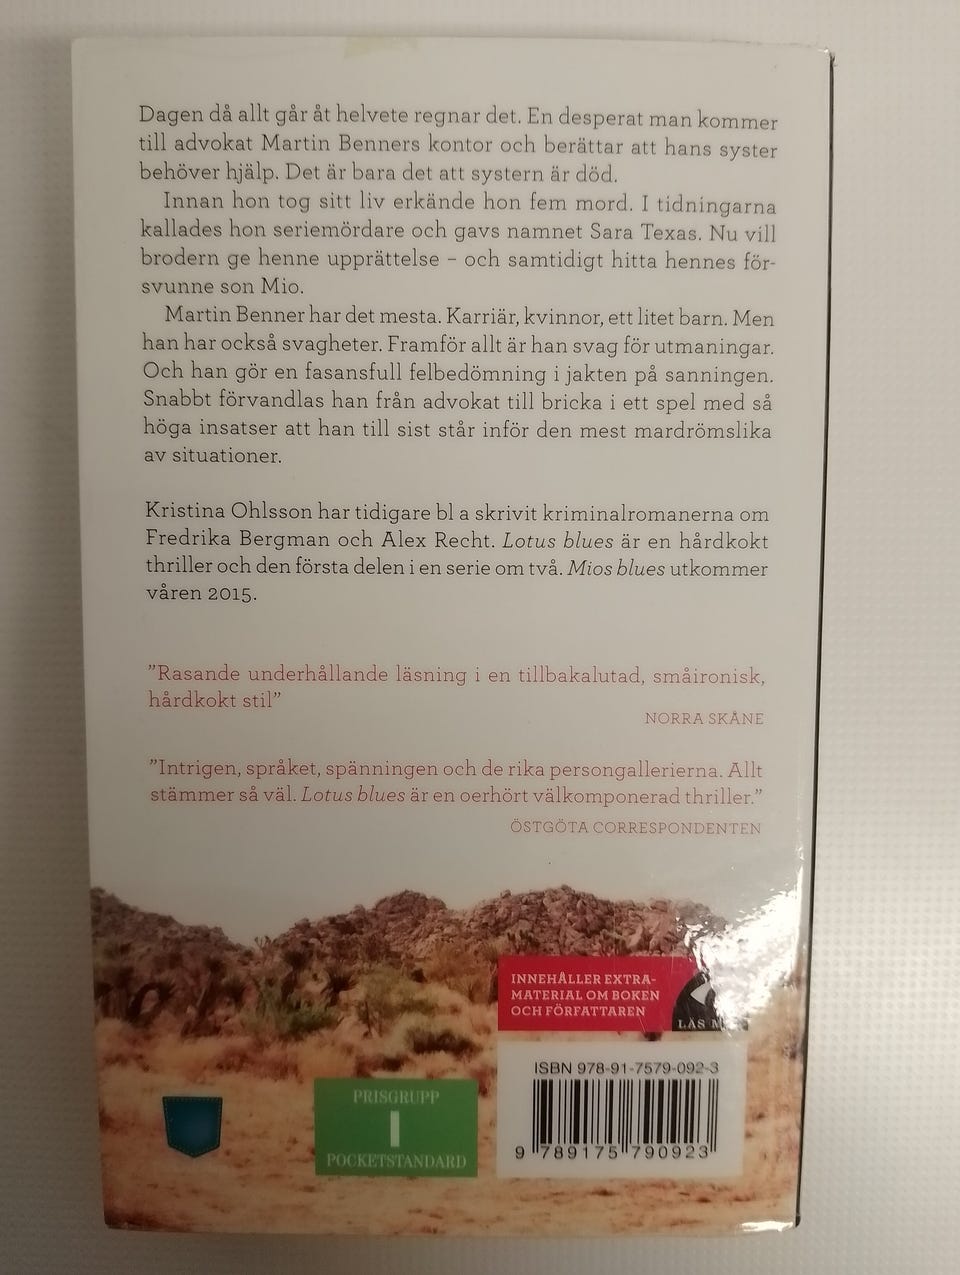 Dagen då allt går åt helvete regnar det. En desperat man kommer
till advokat Martin Benners kontor och berättar att hans syster
behöver hjälp. Det är bara det att systern är död.
Innan hon tog sitt liv erkände hon fem mord. I tidningarna
kallades hon seriemördare och gavs namnet Sara Texas. Nu vill
brodern ge henne upprättelse – och samtidigt hitta hennes för-
svunne son Mio.
Martin Benner har det mesta. Karriär, kvinnor, ett litet barn. Men
han har också svagheter. Framför allt är han svag för utmaningar.
Och han gör en fasansfull felbedömning i jakten på sanningen.
Snabbt förvandlas han från advokat till bricka i ett spel med så
höga insatser att han till sist står inför den mest mardrömslika
av situationer.
Kristina Ohlsson har tidigare bl a skrivit kriminalromanerna om
Fredrika Bergman och Alex Recht. Lotus blues är en hårdkokt
thriller och den första delen i en serie om två. Mios blues utkommer
våren 2015.
”Rasande underhållande läsning i en tillbakalutad, småironisk,
hårdkokt stil”
NORRA SKÅNE
”Intrigen, språket, spänningen och de rika persongallerierna. Allt
stämmer så väl. Lotus blues är en oerhört välkomponerad thriller.”
ÖSTGÖTA CORRESPONDENTEN
INNEHÅLLER EXTRA-
MATERIAL OM BOKEN
OCH FÖRFATTAREN
LÄS
ISBN 978-91-7579-092-3
9 789175 790923
PRISGRUPP
1
POCKETSTANDARD